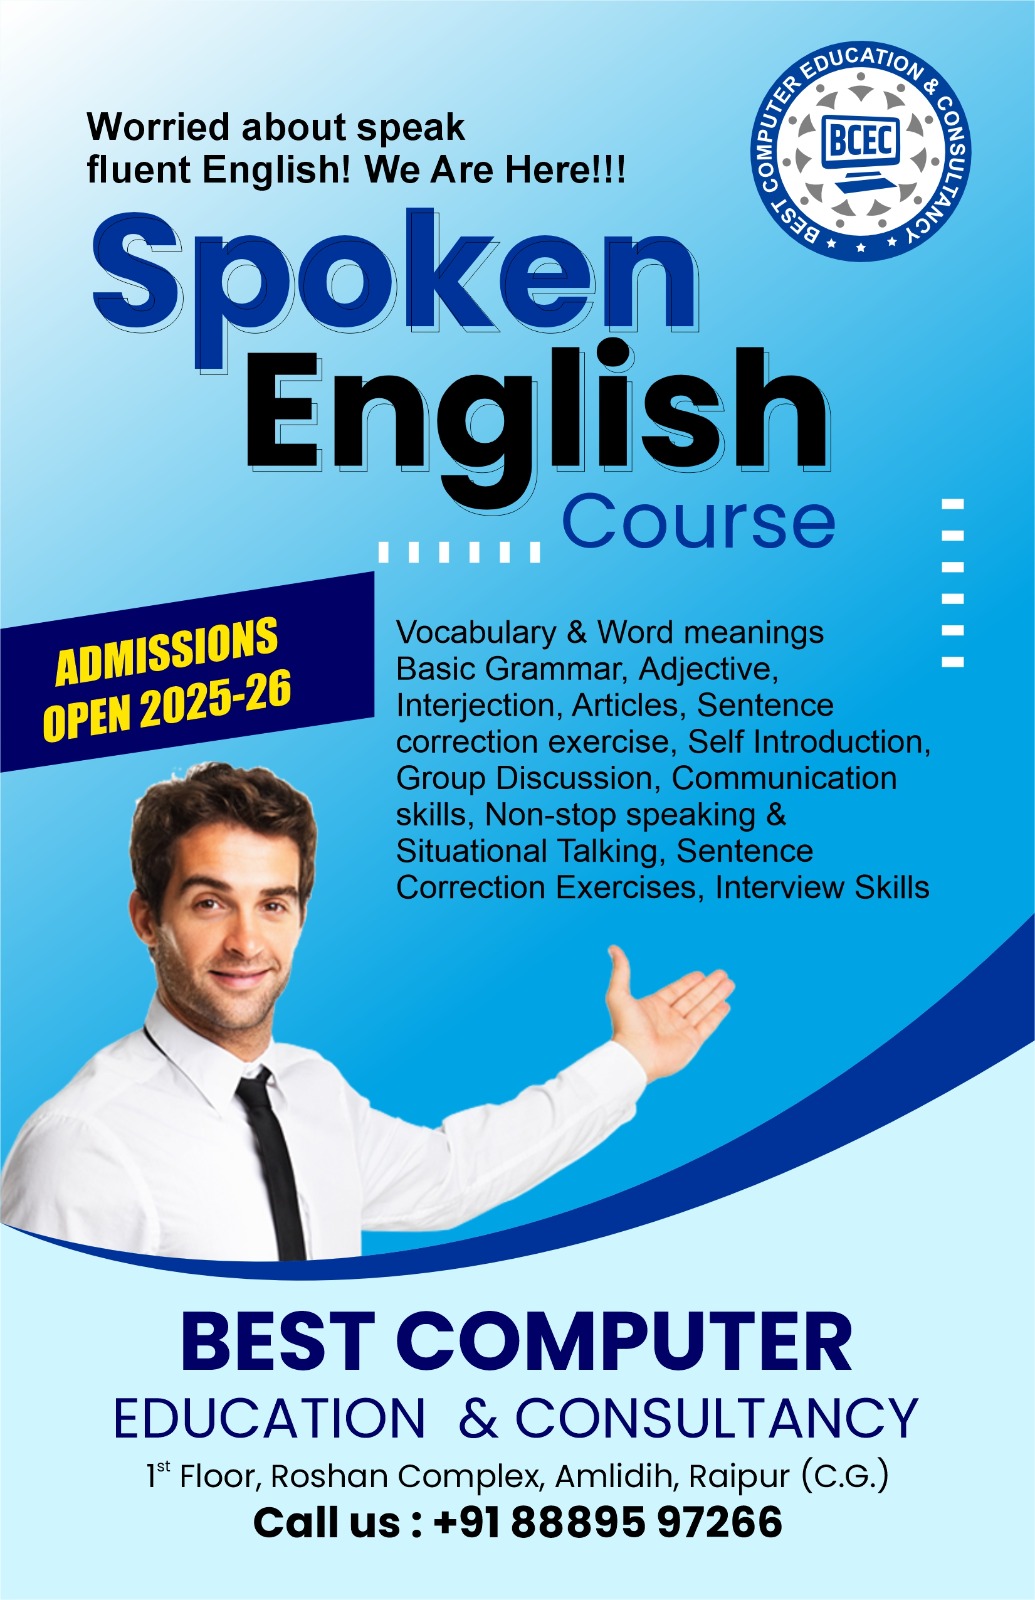 Worried about speak
fluent English! We Are Here!!!
BEST COMPUTER EDUCATION & CONSULTANCY
BCEC
Spoken
English
Course
ADMISSIONS
OPEN 2025-26
Vocabulary & Word meanings
Basic Grammar, Adjective,
Interjection, Articles, Sentence
correction exercise, Self Introduction,
Group Discussion, Communication
skills, Non-stop speaking &
Situational Talking, Sentence
Correction Exercises, Interview Skills
BEST COMPUTER
EDUCATION & CONSULTANCY
1st Floor, Roshan Complex, Amlidih, Raipur (C.G.)
Call us : +91 88895 97266